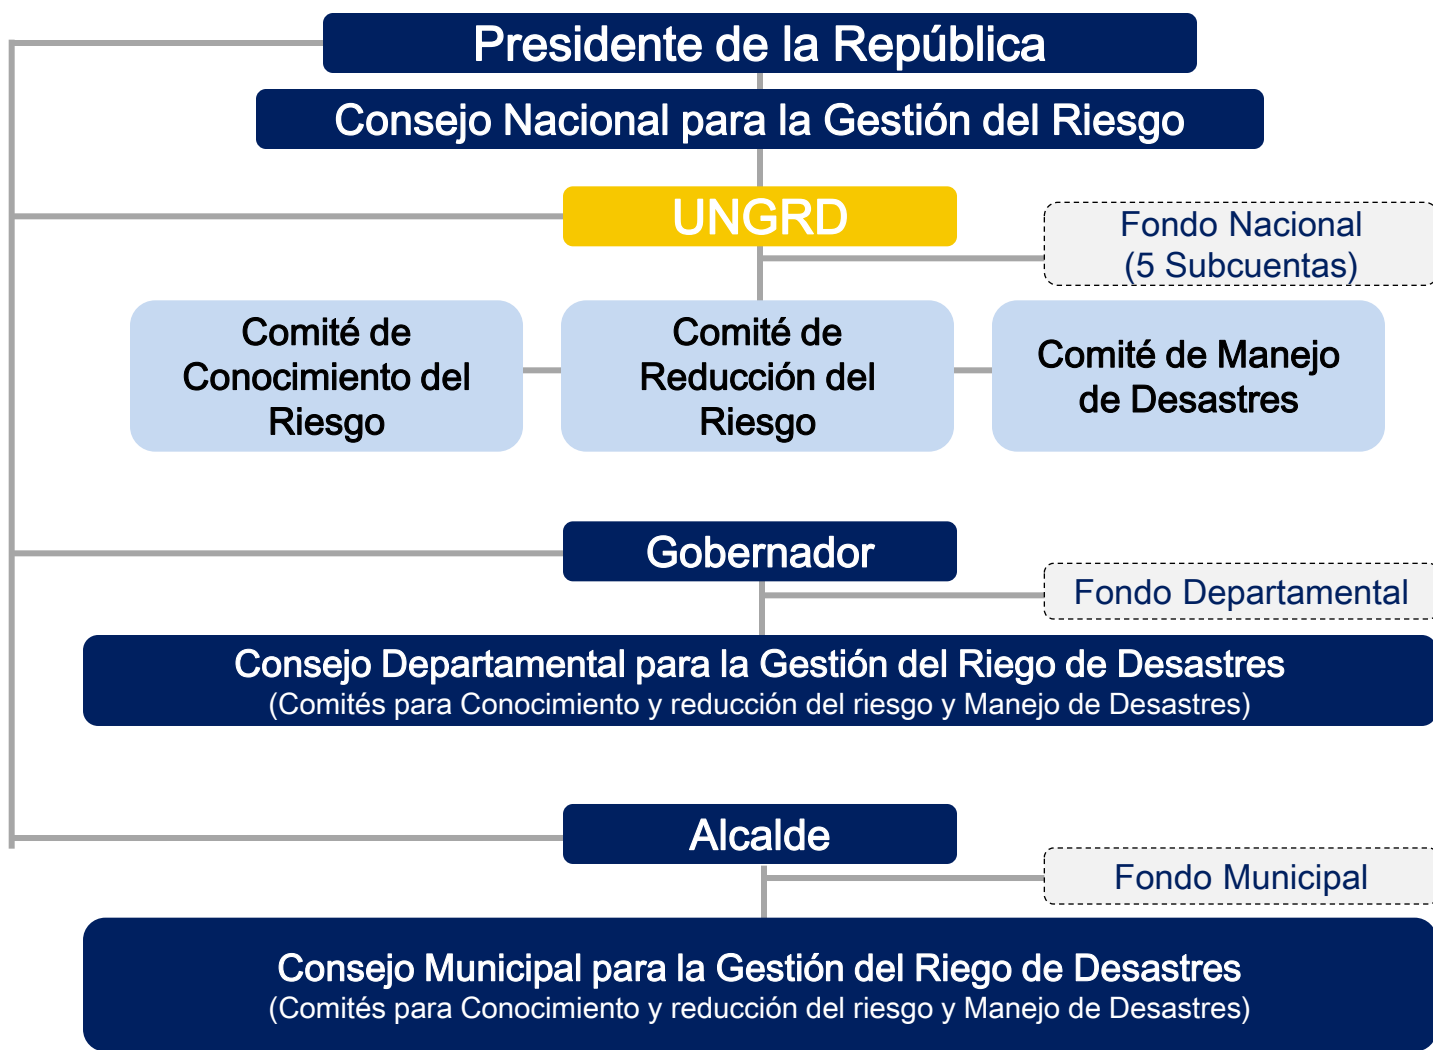 Presidente de la República
Consejo Nacional para la Gestión del Riesgo
UNGRD
Fondo Nacional
(5 Subcuentas)
Comité de
Conocimiento del
Riesgo
Comité de
Reducción del
Riesgo
Comité de Manejo
de Desastres
Gobernador
Fondo Departamental
Consejo Departamental para la Gestión del Riego de Desastres
(Comités para Conocimiento y reducción del riesgo y Manejo de Desastres)
Alcalde
Fondo Municipal
Consejo Municipal para la Gestión del Riego de Desastres
(Comités para Conocimiento y reducción del riesgo y Manejo de Desastres)